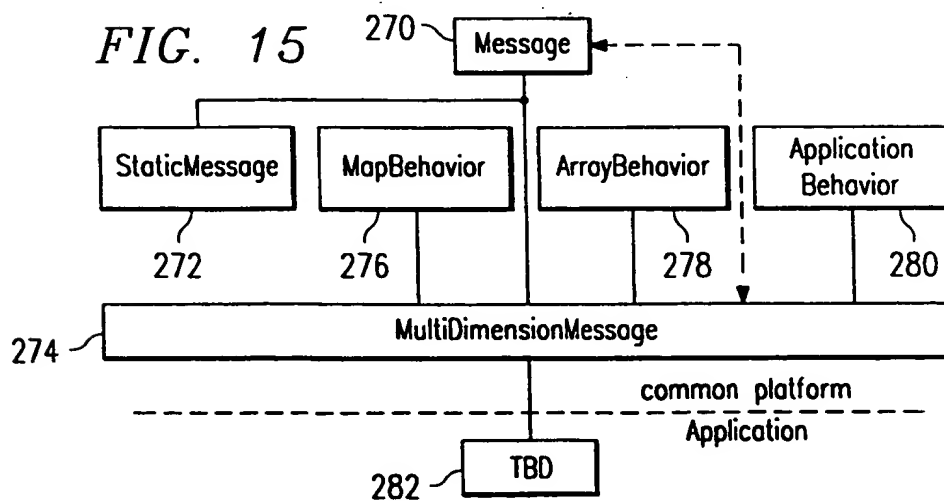 FIG. 15
270
Message
StaticMessage
MapBehavior
ArrayBehavior
Application
Behavior
272
276
278
280
274
MultiDimensionMessage
common platform
Application
282
TBD